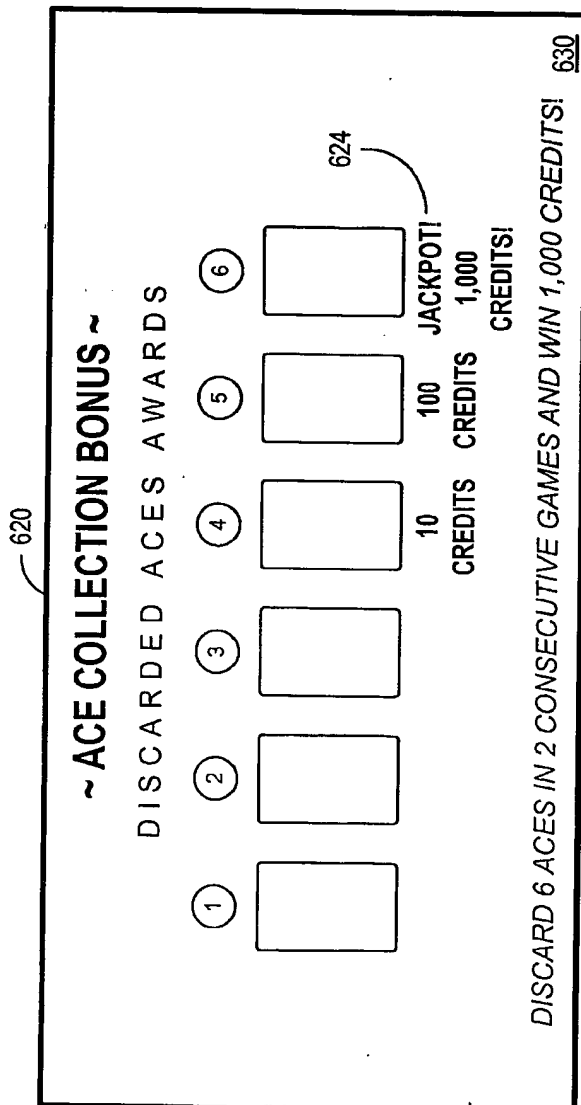 620
~ ACE COLLECTION BONUS ~
DISCARDED ACES AWARDS
1 2 3 4 5 6
624
10 CREDITS
100 CREDITS
JACKPOT! 1,000 CREDITS!
DISCARD 6 ACES IN 2 CONSECUTIVE GAMES AND WIN 1,000 CREDITS!
630